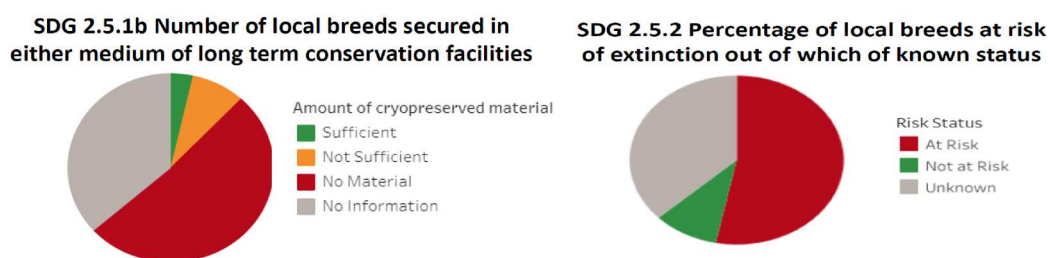 SDG 2.5.1b Number of local breeds secured in
either medium of long term conservation facilities
Amount of cryopreserved material
Sufficient
Not Sufficient
No Material
No Information
SDG 2.5.2 Percentage of local breeds at risk
of extinction out of which of known status
Risk Status
At Risk
Not at Risk
Unknown